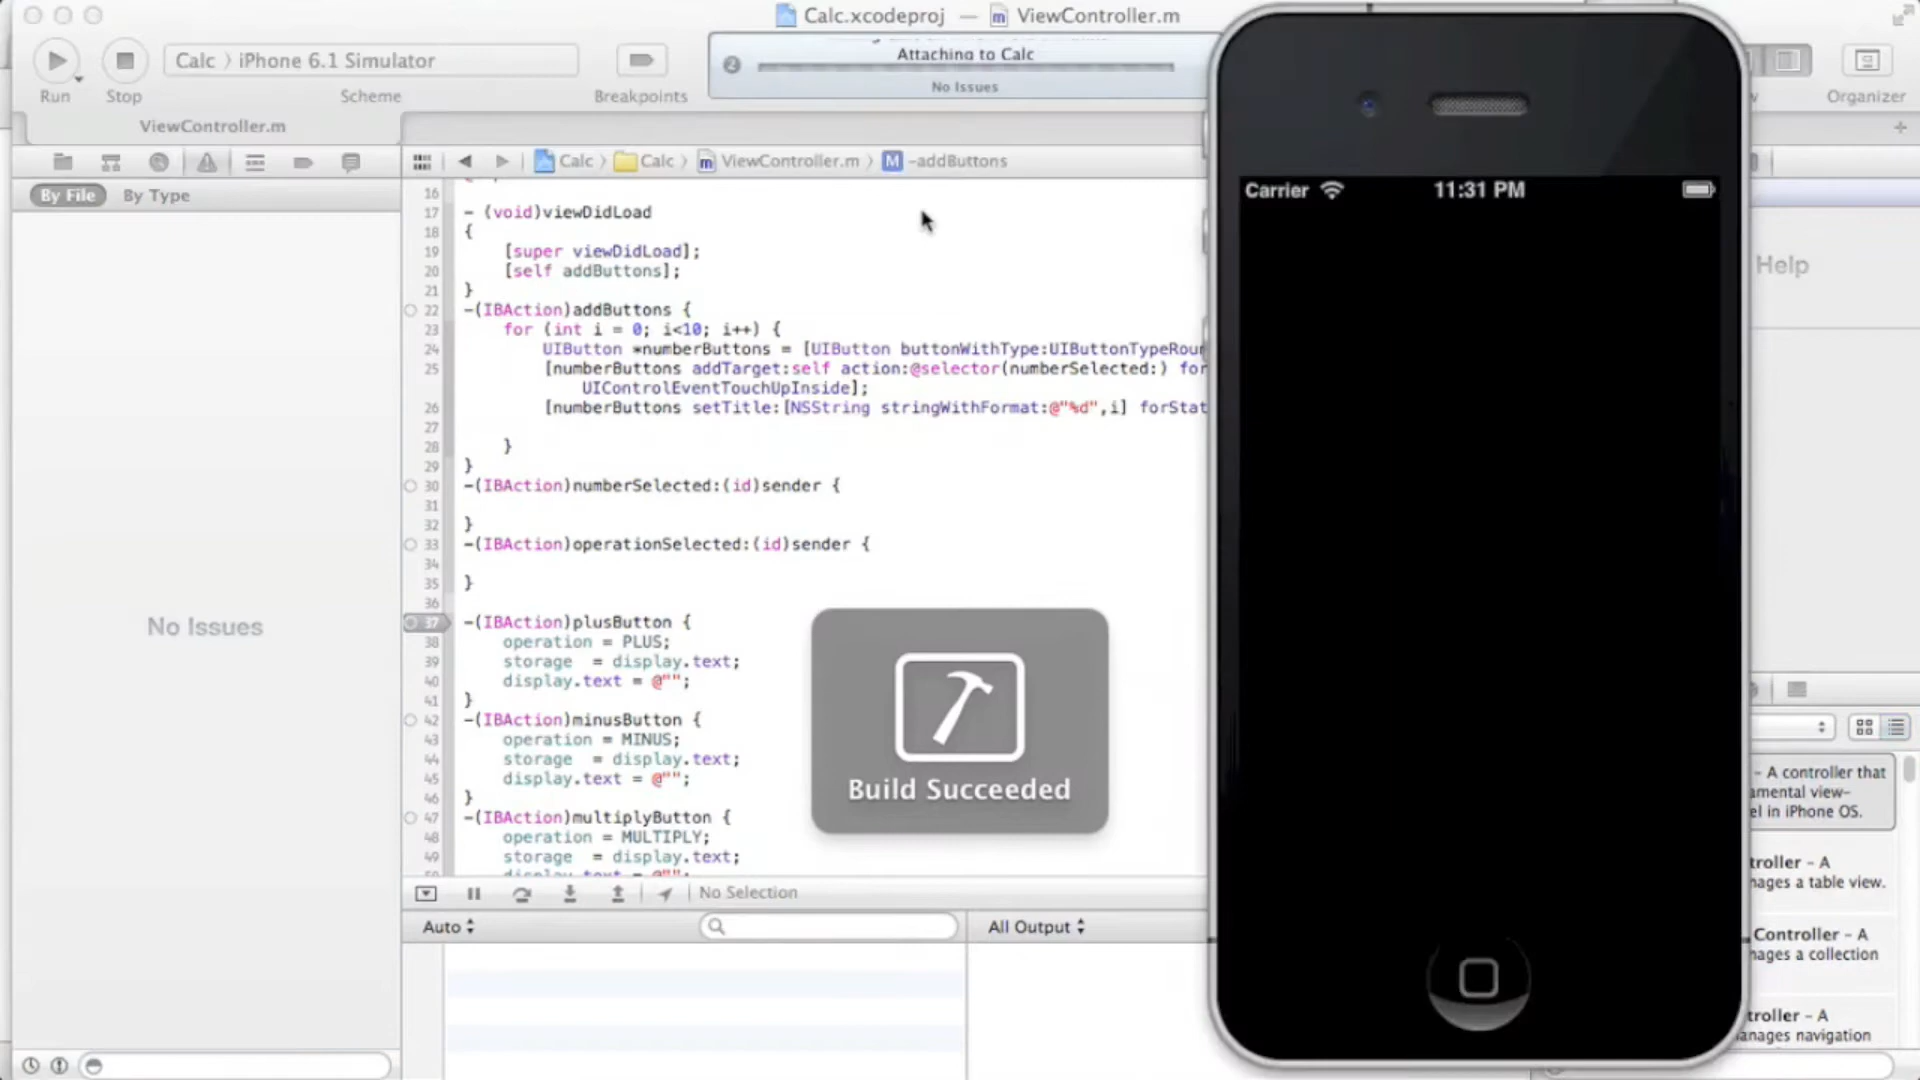 Calc.xcodeproj — ViewController.m
Run
Stop
Calc 〉 iPhone 6.1 Simulator
Scheme
Breakpoints
2
Attaching to Calc
No Issues
Organizer
ViewController.m
By File By Type
No Issues
Calc 〉 Calc 〉 ViewController.m 〉 M -addButtons
16
17 - (void)viewDidLoad
18 {
19 [super viewDidLoad];
20 [self addButtons];
21 }
22 -(IBAction)addButtons {
23 for (int i = 0; i<10; i++) {
24 UIButton *numberButtons = [UIButton buttonWithType:UIButtonTypeRou
25 [numberButtons addTarget:self action:@selector(numberSelected:) for
UIControlEventTouchUpInside];
26 [numberButtons setTitle:[NSString stringWithFormat:@"%d",i] forStat
27
28 }
29 }
30 -(IBAction)numberSelected:(id)sender {
31
32 }
33 -(IBAction)operationSelected:(id)sender {
34
35 }
36
37 -(IBAction)plusButton {
38 operation = PLUS;
39 storage = display.text;
40 display.text = @"";
41 }
42 -(IBAction)minusButton {
43 operation = MINUS;
44 storage = display.text;
45 display.text = @"";
46 }
47 -(IBAction)multiplyButton {
48 operation = MULTIPLY;
49 storage = display.text;
Build Succeeded
No Selection
Auto
All Output
Carrier 11:31 PM
Help
- A controller that
amental view-
el in iPhone OS.
troller - A
nages a table view.
Controller - A
nages a collection
troller - A
anages navigation